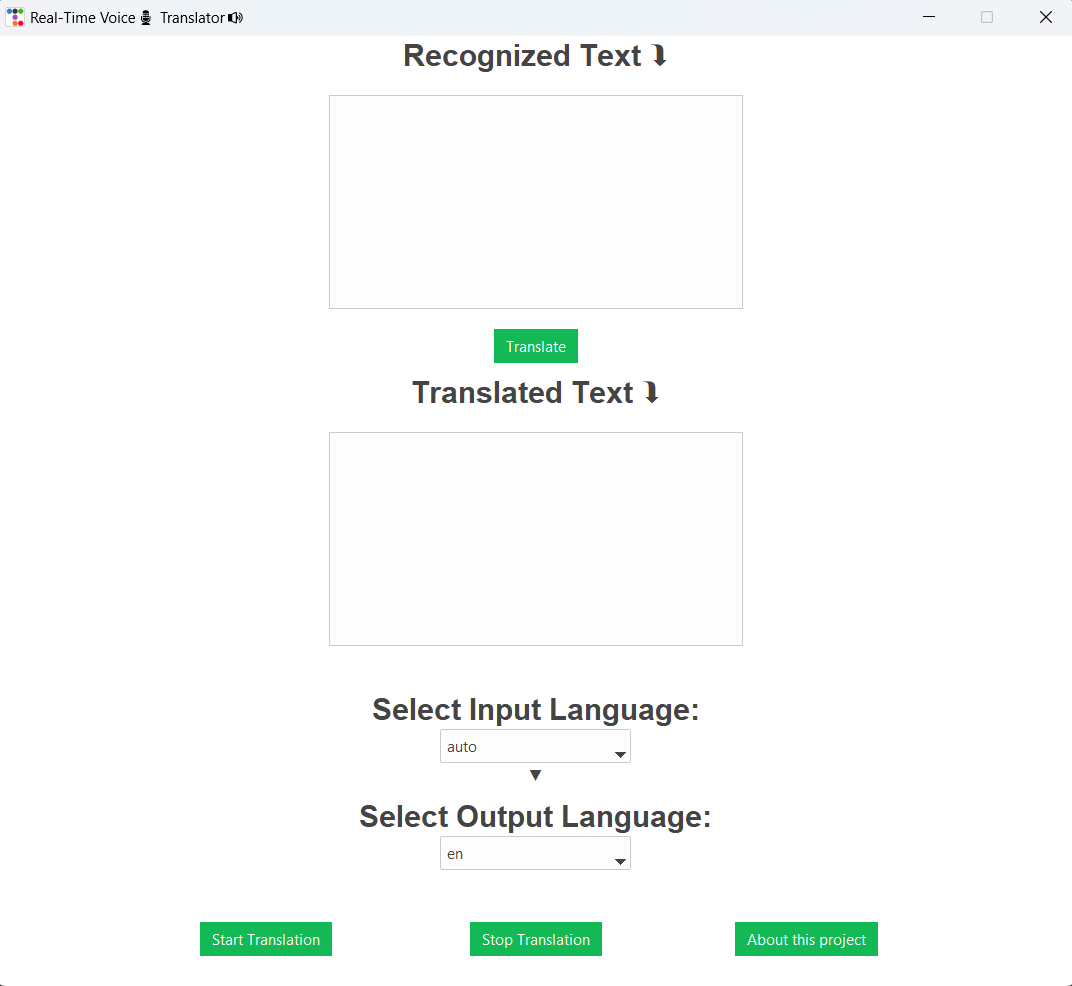 Real-Time Voice🎙 Translator🔊
Recognized Text ⮯
Translate
Translated Text ⮯
Select Input Language:
auto
▼
Select Output Language:
en
Start Translation
Stop Translation
About this project